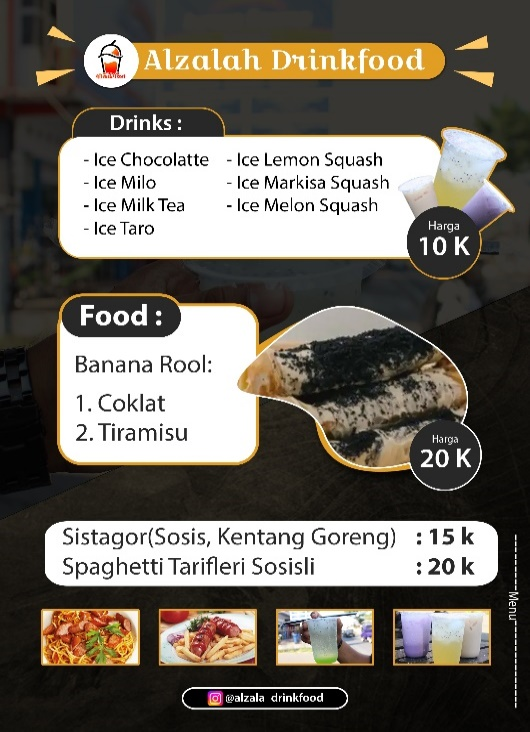 Alzalah Drinkfood
Drinks :
- Ice Chocolatte
- Ice Milo
- Ice Milk Tea
- Ice Taro
- Ice Lemon Squash
- Ice Markisa Squash
- Ice Melon Squash
Harga
10 K
Food :
Banana Rool:
1. Coklat
2. Tiramisu
Harga
20 K
Sistagor(Sosis, Kentang Goreng) : 15 k
Spaghetti Tarifleri Sosisli : 20 k
Menu
@alzala drinkfood